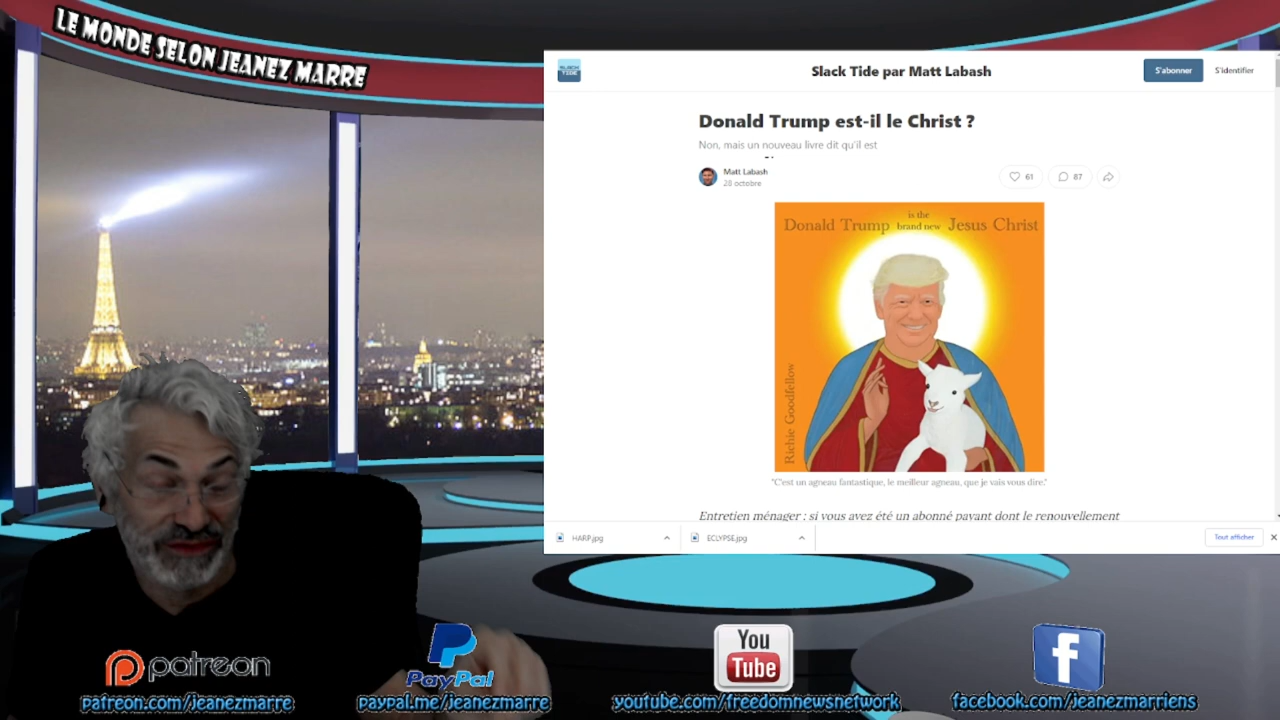 LE MONDE SELON JEANEZ MARRE
SLACK
TIDE
Slack Tide par Matt Labash
S'abonner
S'identifier
Donald Trump est-il le Christ ?
Non, mais un nouveau livre dit qu'il est
Matt Labash
28 octobre
61
87
Donald Trump is the brand new Jesus Christ
Richie Goodfellow
"C'est un agneau fantastique, le meilleur agneau, que je vais vous dire."
Entretien ménager : si vous avez été un abonné payant dont le renouvellement
HARP.jpg
ECLYPSE.jpg
Tout afficher
patreon
patreon.com/jeanezmarre
PayPal
paypal.me/jeanezmarre
You
Tube
youtube.com/freedomnewsnetwork
f
facebook.com/jeanezmarriens